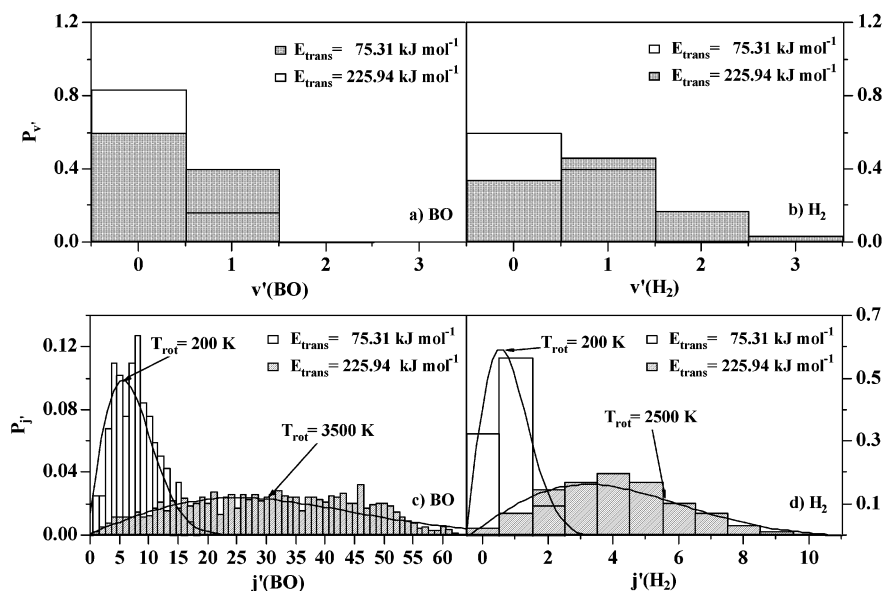 1.2
E_trans= 75.31 kJ mol⁻¹
E_trans= 225.94 kJ mol⁻¹
0.8
P_v'
0.4
a) BO
0.0
0 1 2 3
v'(BO)
E_trans= 75.31 kJ mol⁻¹
E_trans= 225.94 kJ mol⁻¹
1.2
0.8
0.4
b) H₂
0.0
0 1 2 3
v'(H₂)
T_rot= 200 K
E_trans= 75.31 kJ mol⁻¹
E_trans= 225.94 kJ mol⁻¹
0.12
0.08
P_j'
T_rot= 3500 K
0.04
c) BO
0.00
0 5 10 15 20 25 30 35 40 45 50 55 60
j'(BO)
E_trans= 75.31 kJ mol⁻¹
E_trans= 225.94 kJ mol⁻¹
T_rot= 200 K
T_rot= 2500 K
0.7
0.5
0.3
0.1
d) H₂
0 2 4 6 8 10
j'(H₂)